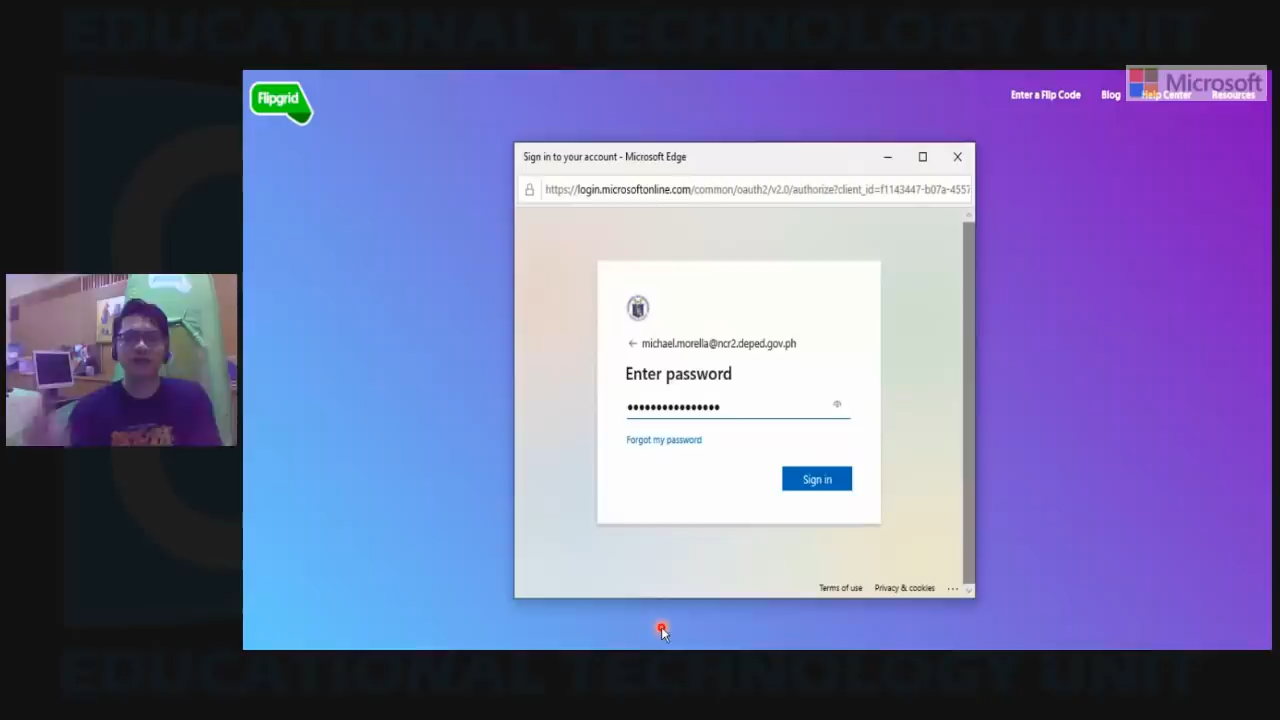 EDUCATIONAL TECHNOLOGY UNIT
Flipgrid
Enter a Flip Code
Blog
Help Center
Resources
Microsoft
Sign in to your account - Microsoft Edge
https://login.microsoftonline.com/common/oauth2/v2.0/authorize?client_id=f1143447-b07a-4557
michael.morella@ncr2.deped.gov.ph
Enter password
••••••••••••••••
Forgot my password
Sign in
Terms of use
Privacy & cookies
EDUCATIONAL TECHNOLOGY UNIT